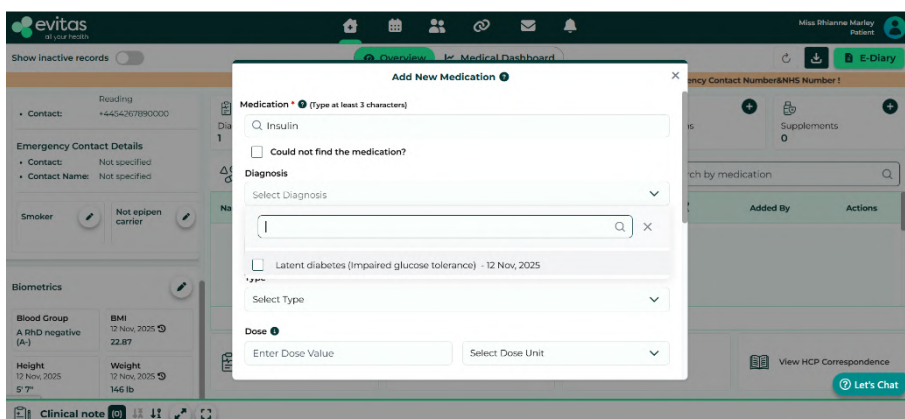 evitas
all your health
Miss Rhianne Marley
Patient
Show inactive records
Overview
Medical Dashboard
E-Diary
ency Contact Number&NHS Number !
Reading
• Contact: +4454267890000
Emergency Contact Details
• Contact: Not specified
• Contact Name: Not specified
Smoker
Not epipen carrier
Biometrics
Blood Group
A RhD negative (A-)
BMI
12 Nov, 2025
22.87
Height
12 Nov, 2025
5' 7"
Weight
12 Nov, 2025
146 lb
Clinical note (0)
Dia
1
Na
Add New Medication
Medication * (Type at least 3 characters)
Insulin
Could not find the medication?
Diagnosis
Select Diagnosis
Latent diabetes (Impaired glucose tolerance) - 12 Nov, 2025
Type
Select Type
Dose
Enter Dose Value
Select Dose Unit
ns
Supplements
0
rch by medication
Added By
Actions
View HCP Correspondence
Let's Chat